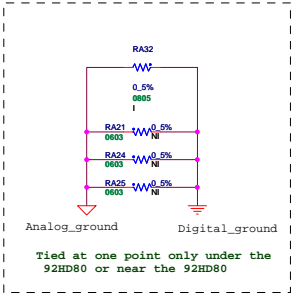 RA32
0_5%
0805
I
RA21 0_5%
0603 NI
RA24 0_5%
0603 NI
RA25 0_5%
0603 NI
Analog_ground Digital_ground
Tied at one point only under the
92HD80 or near the 92HD80